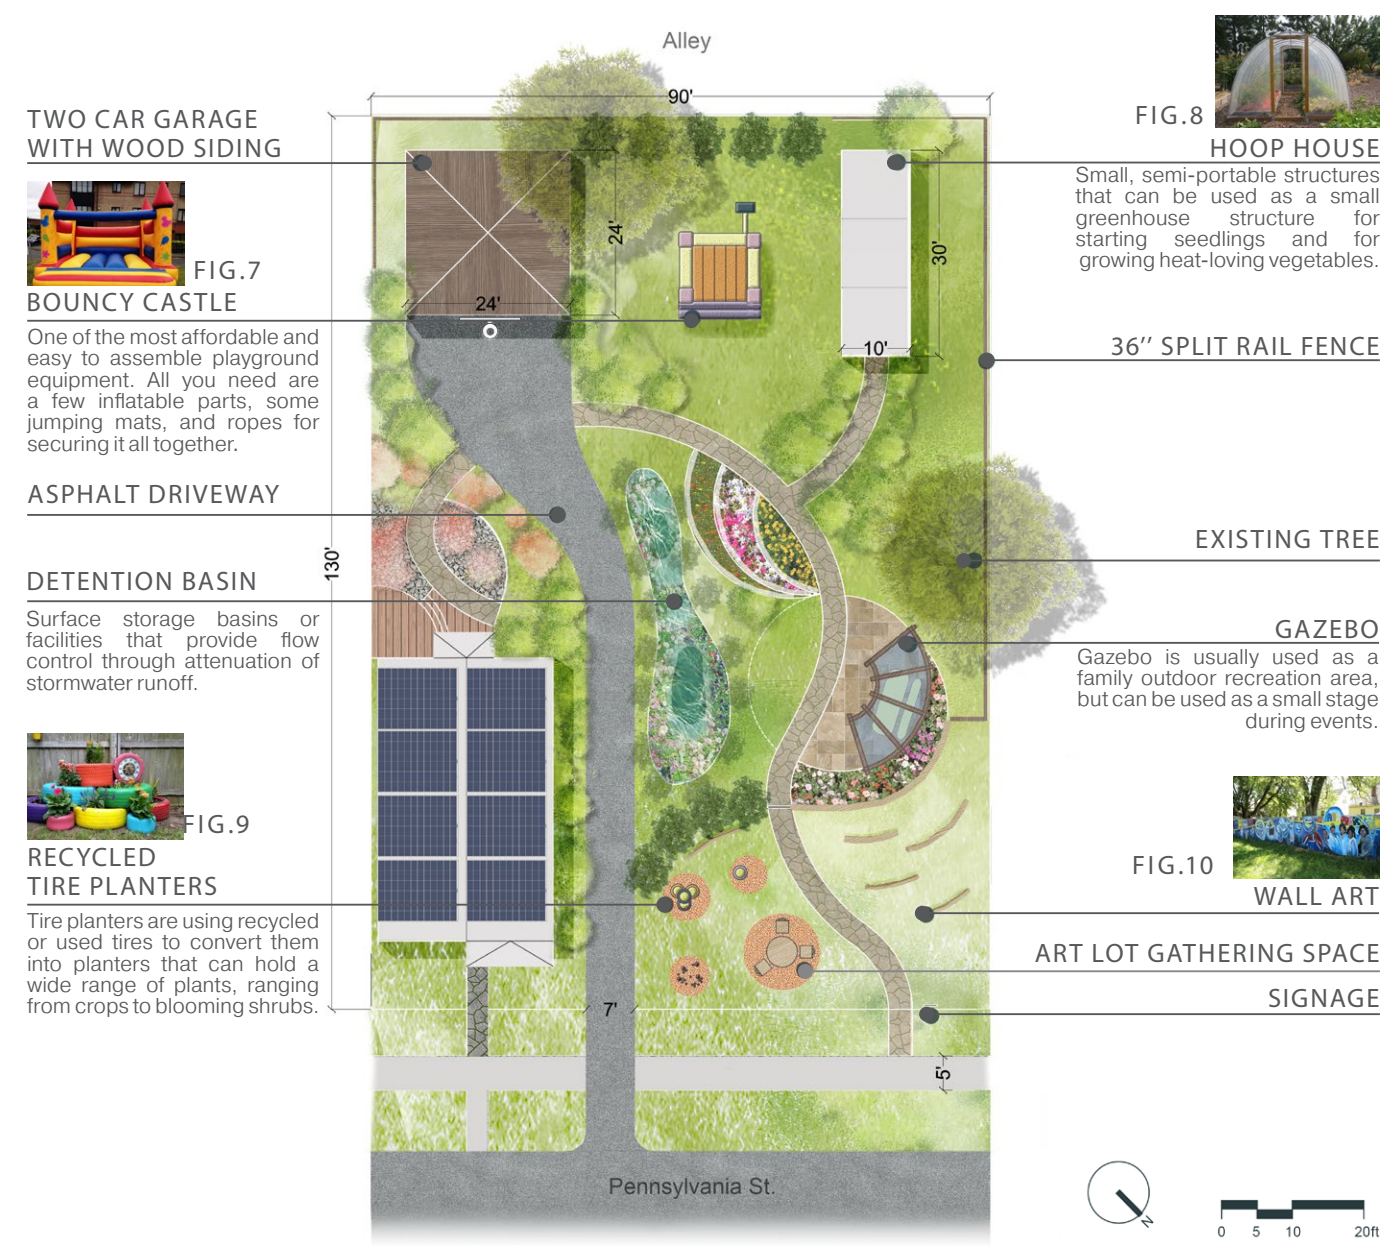 Alley
90'
TWO CAR GARAGE
WITH WOOD SIDING
FIG.7
BOUNCY CASTLE
One of the most affordable and
easy to assemble playground
equipment. All you need are
a few inflatable parts, some
jumping mats, and ropes for
securing it all together.
ASPHALT DRIVEWAY
DETENTION BASIN
Surface storage basins or
facilities that provide flow
control through attenuation of
stormwater runoff.
FIG.9
RECYCLED
TIRE PLANTERS
Tire planters are using recycled
or used tires to convert them
into planters that can hold a
wide range of plants, ranging
from crops to blooming shrubs.
130'
24'
24'
30'
10'
7'
5'
Pennsylvania St.
FIG.8
HOOP HOUSE
Small, semi-portable structures
that can be used as a small
greenhouse structure for
starting seedlings and for
growing heat-loving vegetables.
36’’ SPLIT RAIL FENCE
EXISTING TREE
GAZEBO
Gazebo is usually used as a
family outdoor recreation area,
but can be used as a small stage
during events.
FIG.10
WALL ART
ART LOT GATHERING SPACE
SIGNAGE
N
0 5 10 20ft